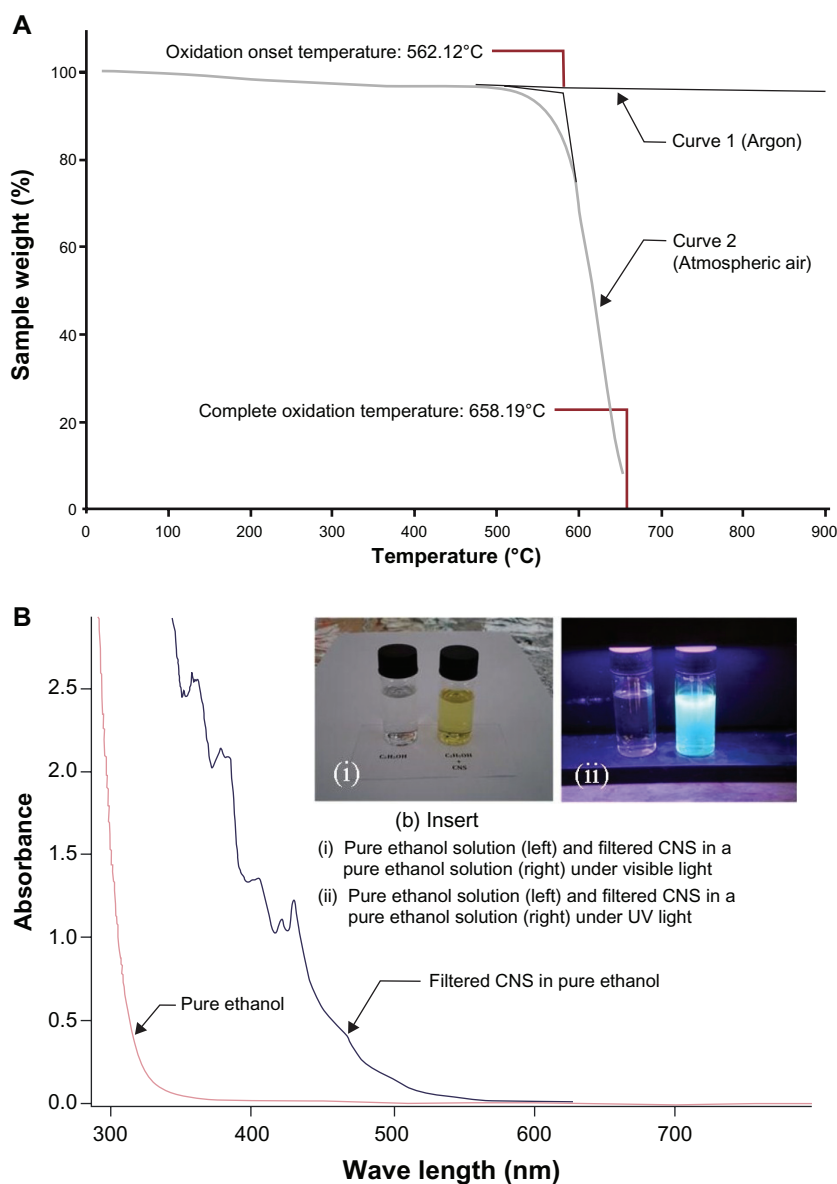 A
Oxidation onset temperature: 562.12°C
100
80
60
40
20
0
Sample weight (%)
Curve 1 (Argon)
Curve 2
(Atmospheric air)
Complete oxidation temperature: 658.19°C
0 100 200 300 400 500 600 700 800 900
Temperature (°C)
B
2.5
2.0
1.5
1.0
0.5
0.0
Absorbance
C₂H₅OH
C₂H₅OH
+
CNS
(i)
(ii)
(b) Insert
(i) Pure ethanol solution (left) and filtered CNS in a
pure ethanol solution (right) under visible light
(ii) Pure ethanol solution (left) and filtered CNS in a
pure ethanol solution (right) under UV light
Pure ethanol
Filtered CNS in pure ethanol
300 400 500 600 700
Wave length (nm)